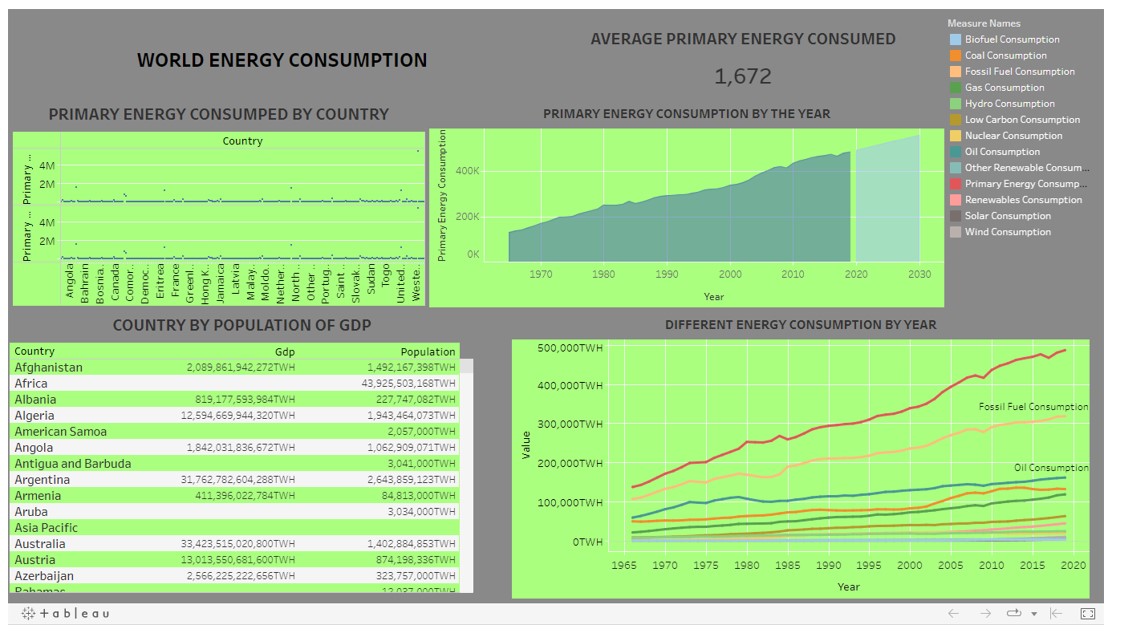 WORLD ENERGY CONSUMPTION
AVERAGE PRIMARY ENERGY CONSUMED
1,672
Measure Names
Biofuel Consumption
Coal Consumption
Fossil Fuel Consumption
Gas Consumption
Hydro Consumption
Low Carbon Consumption
Nuclear Consumption
Oil Consumption
Other Renewable Consum...
Primary Energy Consump...
Renewables Consumption
Solar Consumption
Wind Consumption
PRIMARY ENERGY CONSUMPED BY COUNTRY
Country
Primary ...
4M
2M
Primary ...
4M
2M
Angola
Bahrain
Bosnia..
Canada
Comor..
Democ..
Eritrea
France
Greenl..
Hong K..
Jamaica
Latvia
Malay..
Moldo..
Nether..
North ..
Other ..
Portug..
Saint ..
Slovak..
Sudan
Togo
United..
Weste..
PRIMARY ENERGY CONSUMPTION BY THE YEAR
Primary Energy Consumption
400K
200K
0K
1970 1980 1990 2000 2010 2020 2030
Year
COUNTRY BY POPULATION OF GDP
Country Gdp Population
Afghanistan 2,089,861,942,272TWH 1,492,167,398TWH
Africa 43,925,503,168TWH
Albania 819,177,593,984TWH 227,747,082TWH
Algeria 12,594,669,944,320TWH 1,943,464,073TWH
American Samoa 2,057,000TWH
Angola 1,842,031,836,672TWH 1,062,909,071TWH
Antigua and Barbuda 3,041,000TWH
Argentina 31,762,782,604,288TWH 2,643,859,123TWH
Armenia 411,396,022,784TWH 84,813,000TWH
Aruba 3,034,000TWH
Asia Pacific
Australia 33,423,515,020,800TWH 1,402,884,853TWH
Austria 13,013,550,681,600TWH 874,198,336TWH
Azerbaijan 2,566,225,222,656TWH 323,757,000TWH
Bahamas 12,037,000TWH
DIFFERENT ENERGY CONSUMPTION BY YEAR
Value
500,000TWH
400,000TWH
300,000TWH
200,000TWH
100,000TWH
0TWH
Fossil Fuel Consumption
Oil Consumption
1965 1970 1975 1980 1985 1990 1995 2000 2005 2010 2015 2020
Year
+ableau